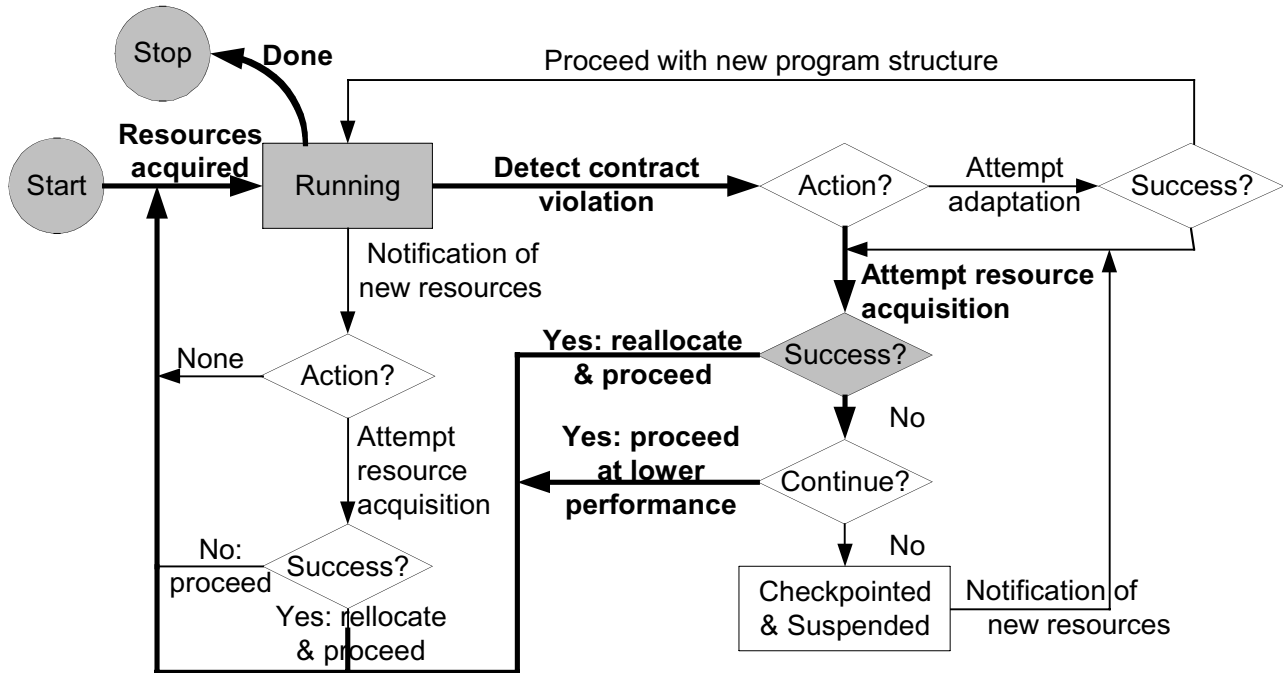 Stop
Done
Proceed with new program structure
Resources
acquired
Start
Running
Detect contract
violation
Action?
Attempt
adaptation
Success?
Notification of
new resources
Attempt resource
acquisition
None
Action?
Yes: reallocate
& proceed
Success?
No
Attempt
resource
acquisition
Yes: proceed
at lower
performance
Continue?
No
No:
proceed
Success?
Yes: rellocate
& proceed
Checkpointed
& Suspended
Notification of
new resources